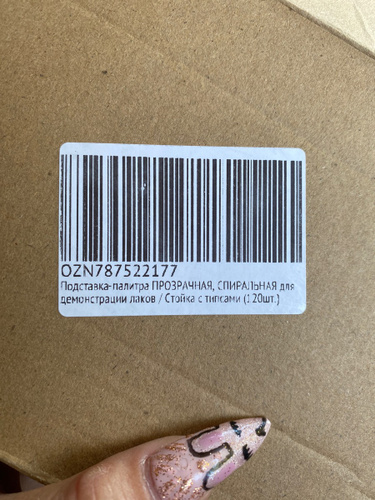 OZN787522177
Подставка-палитра ПРОЗРАЧНАЯ, СПИРАЛЬНАЯ для
демонстрации лаков / Стойка с типсами (120шт.)